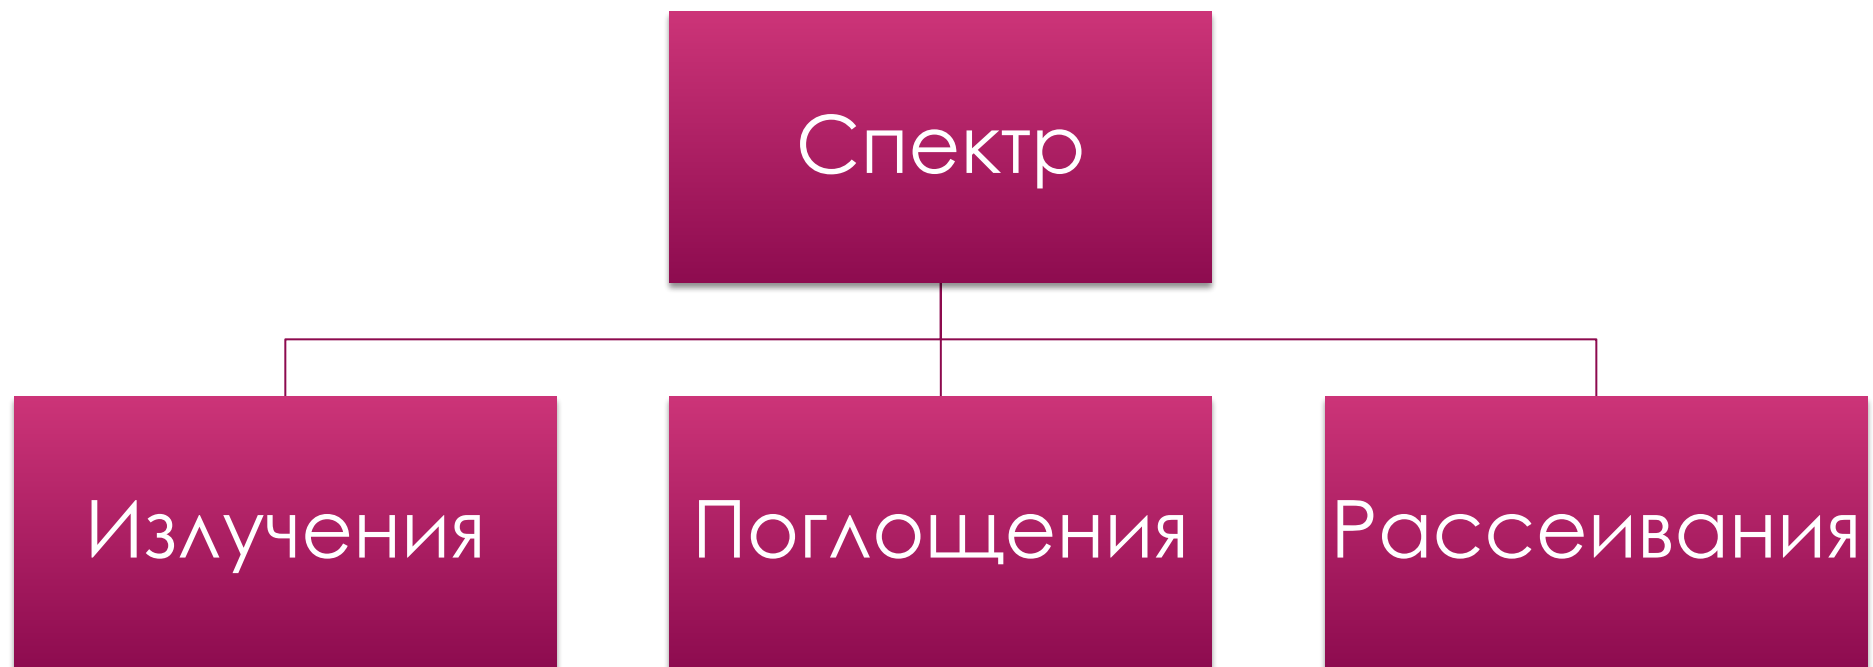 Спектр
Излучения
Поглощения
Рассеивания